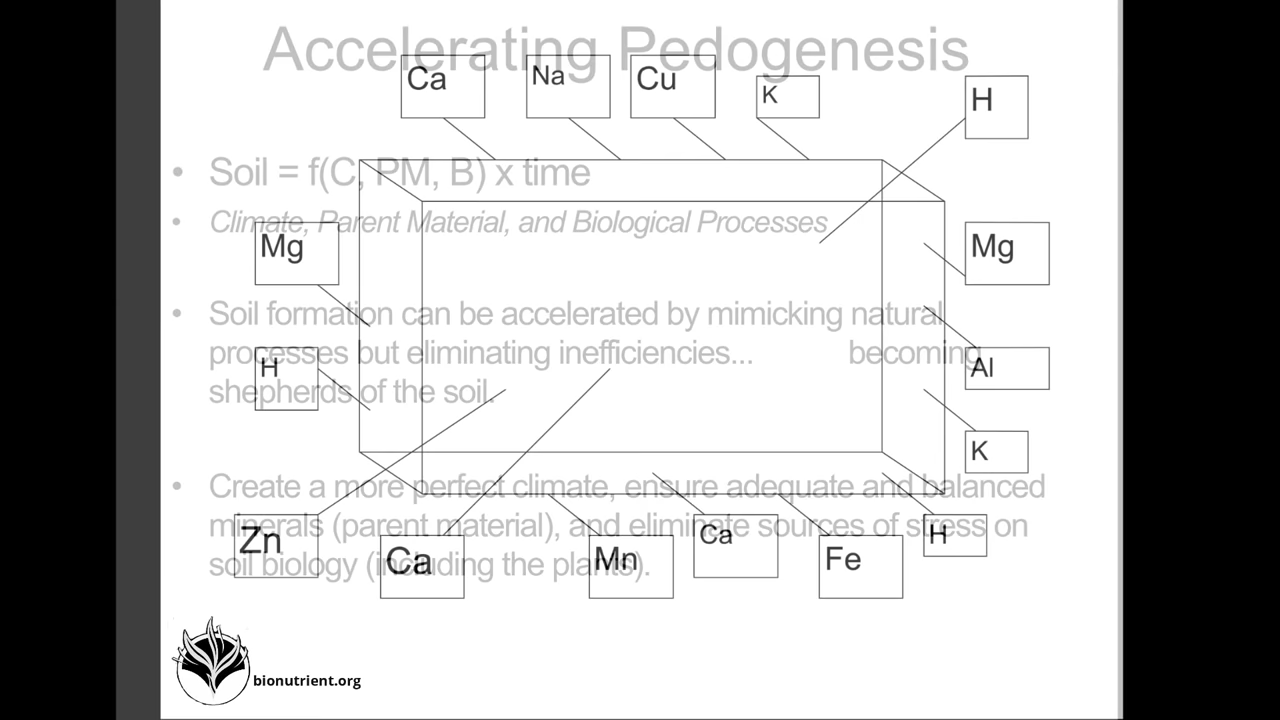 Accelerating Pedogenesis
Ca
Na
Cu
K
H
• Soil = f(C, PM, B) x time
• Climate, Parent Material, and Biological Processes
Mg
Mg
• Soil formation can be accelerated by mimicking natural
processes but eliminating inefficiencies... becoming
shepherds of the soil.
H
Al
K
• Create a more perfect climate, ensure adequate and balanced
minerals (parent material), and eliminate sources of stress on
soil biology (including the plants).
Zn
Ca
Mn
Ca
Fe
H
bionutrient.org